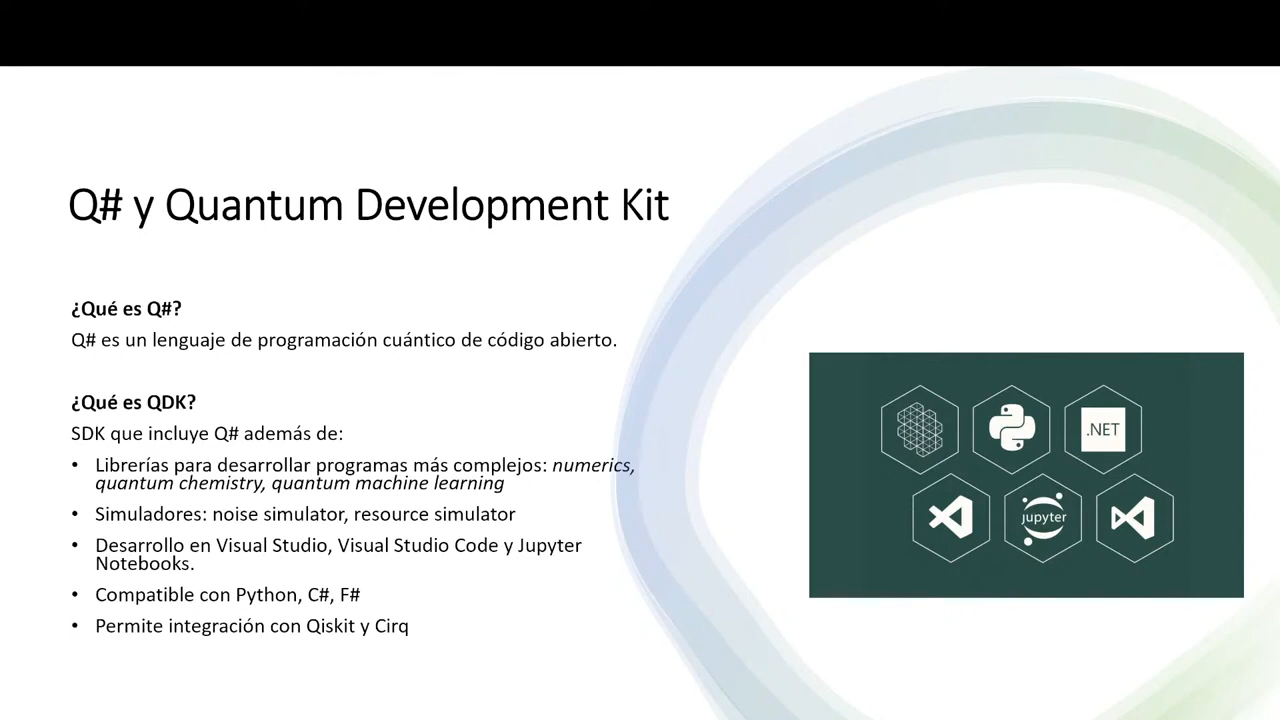 Q# y Quantum Development Kit
¿Qué es Q#?
Q# es un lenguaje de programación cuántico de código abierto.
¿Qué es QDK?
SDK que incluye Q# además de:
• Librerías para desarrollar programas más complejos: numerics,
quantum chemistry, quantum machine learning
• Simuladores: noise simulator, resource simulator
• Desarrollo en Visual Studio, Visual Studio Code y Jupyter
Notebooks.
• Compatible con Python, C#, F#
• Permite integración con Qiskit y Cirq
.NET
jupyter